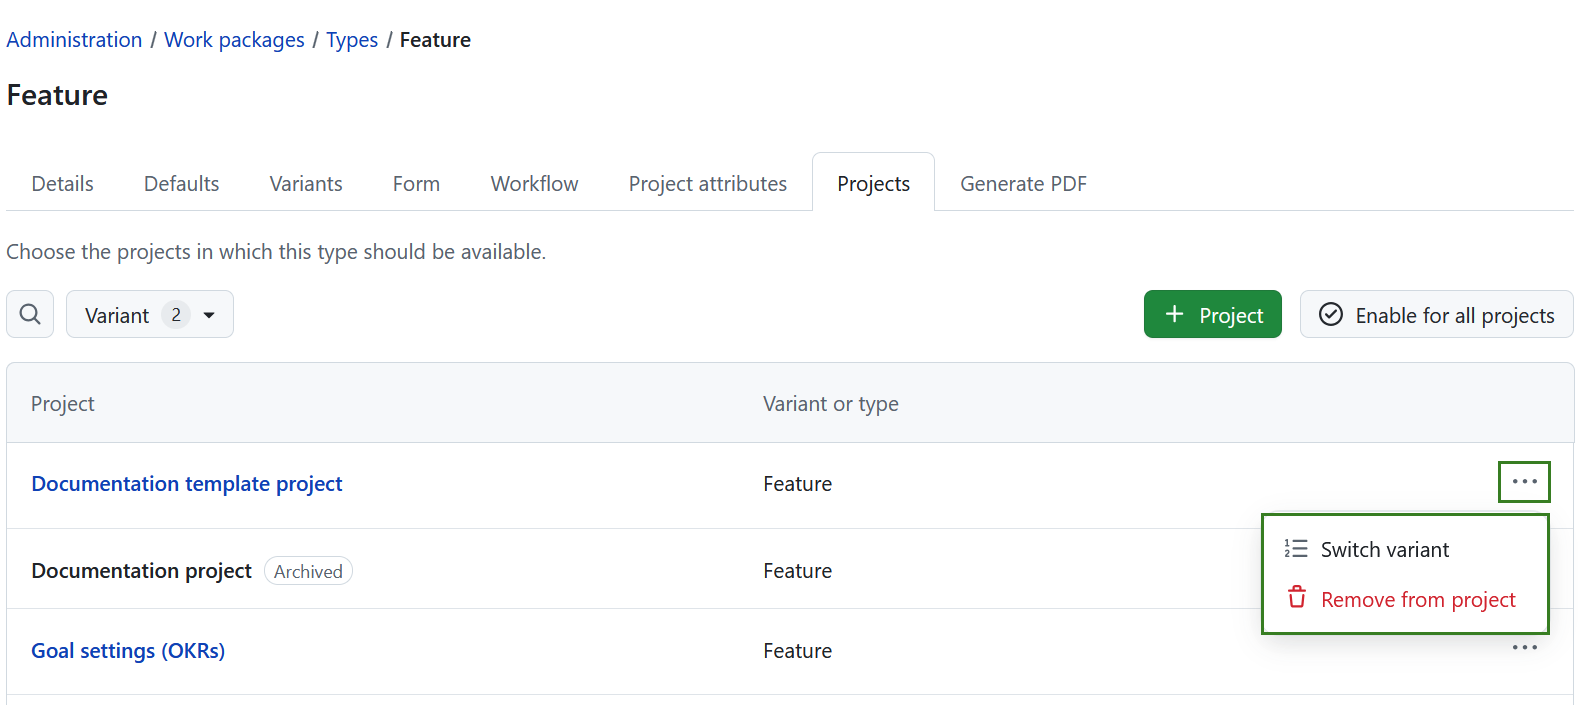 Administration / Work packages / Types / Feature
Feature
Details Defaults Variants Form Workflow Project attributes Projects Generate PDF
Choose the projects in which this type should be available.
Variant 2 + Project Enable for all projects
Project Variant or type
Documentation template project Feature ...
Switch variant
Documentation project Archived Feature
Remove from project
Goal settings (OKRs) Feature ...